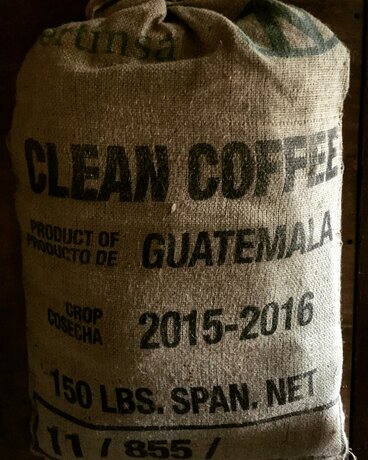 CLEAN COFFEE
PRODUCT OF
PRODUCTO DE
GUATEMALA
CROP
COSECHA
2015-2016
150 LBS. SPAN. NET
11 / 855 /